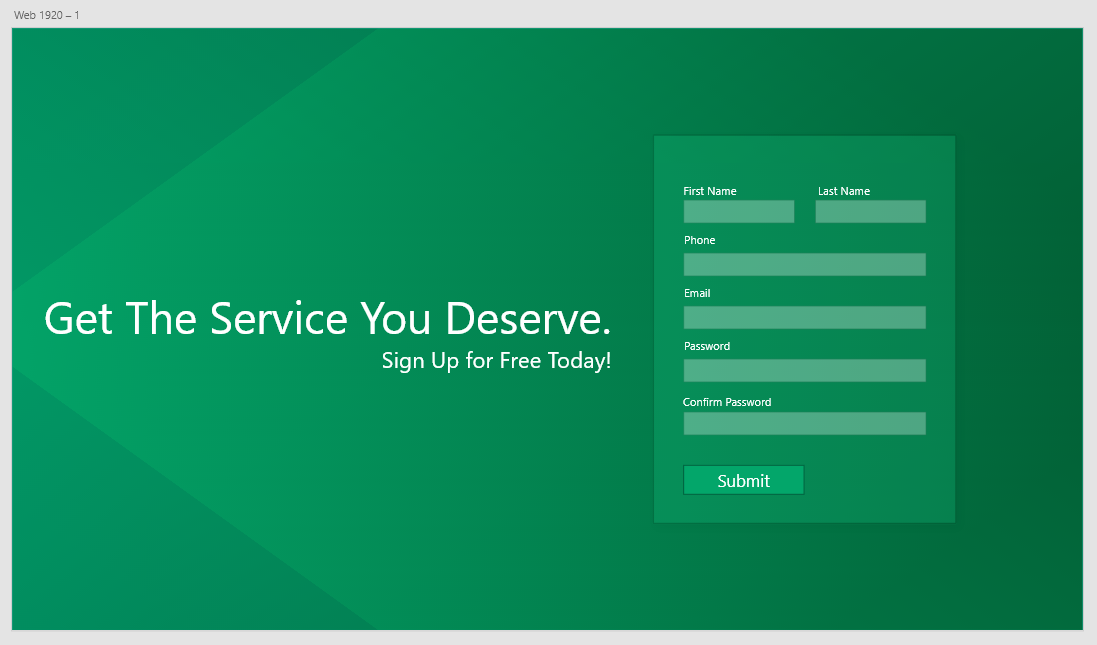 Web 1920 – 1
Get The Service You Deserve.
Sign Up for Free Today!
First Name
Last Name
Phone
Email
Password
Confirm Password
Submit